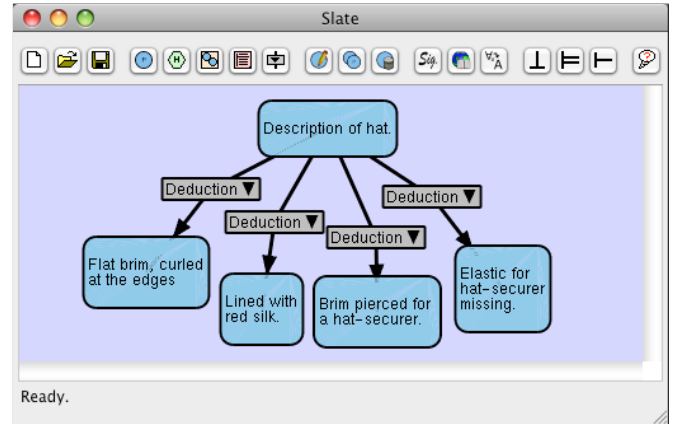 Slate
Sig.
Description of hat.
Deduction ▼
Deduction ▼
Deduction ▼
Deduction ▼
Flat brim, curled
at the edges
Lined with
red silk.
Brim pierced for
a hat-securer.
Elastic for
hat-securer
missing.
Ready.